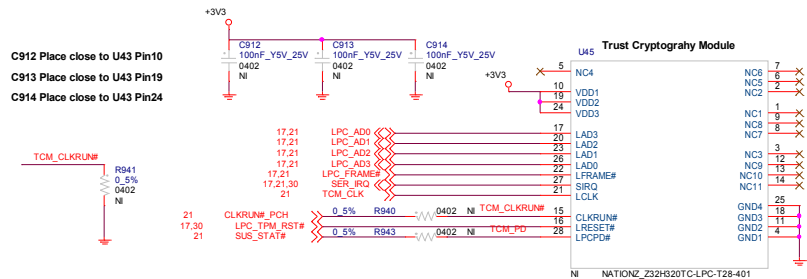 +3V3
C912
100nF_Y5V_25V
0402
NI
C913
100nF_Y5V_25V
0402
NI
C914
100nF_Y5V_25V
0402
NI
C912 Place close to U43 Pin10
C913 Place close to U43 Pin19
C914 Place close to U43 Pin24
TCM_CLKRUN#
R941
0_5%
0402
NI
+3V3
U45
Trust Cryptograhy Module
5 NC4
10 VDD1
19 VDD2
24 VDD3
17,21 LPC_AD0 17 LAD3
17,21 LPC_AD1 20 LAD2
17,21 LPC_AD2 23 LAD1
17,21 LPC_AD3 26 LAD0
17,21 LPC_FRAME# 22 LFRAME#
17,21,30 SER_IRQ 27 SIRQ
21 TCM_CLK 21 LCLK
21 CLKRUN#_PCH 0_5% R940 0402 NI TCM_CLKRUN# 15 CLKRUN#
17,30 LPC_TPM_RST# 16 LRESET#
21 SUS_STAT# 0_5% R943 0402 NI TCM_PD 28 LPCPD#
NC6 7
NC5 6
NC2 2
NC1 1
NC8 9
NC7 8
NC3 3
NC9 12
NC10 13
NC11 14
GND4 25
GND3 18
GND2 11
GND1 4
NI NATIONZ_Z32H320TC-LPC-T28-401